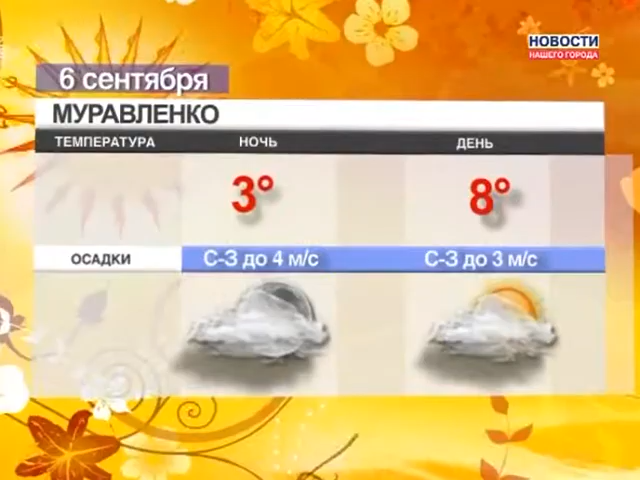 НОВОСТИ
НАШЕГО ГОРОДА
6 сентября
МУРАВЛЕНКО
ТЕМПЕРАТУРА НОЧЬ ДЕНЬ
3° 8°
ОСАДКИ С-З до 4 м/с С-З до 3 м/с